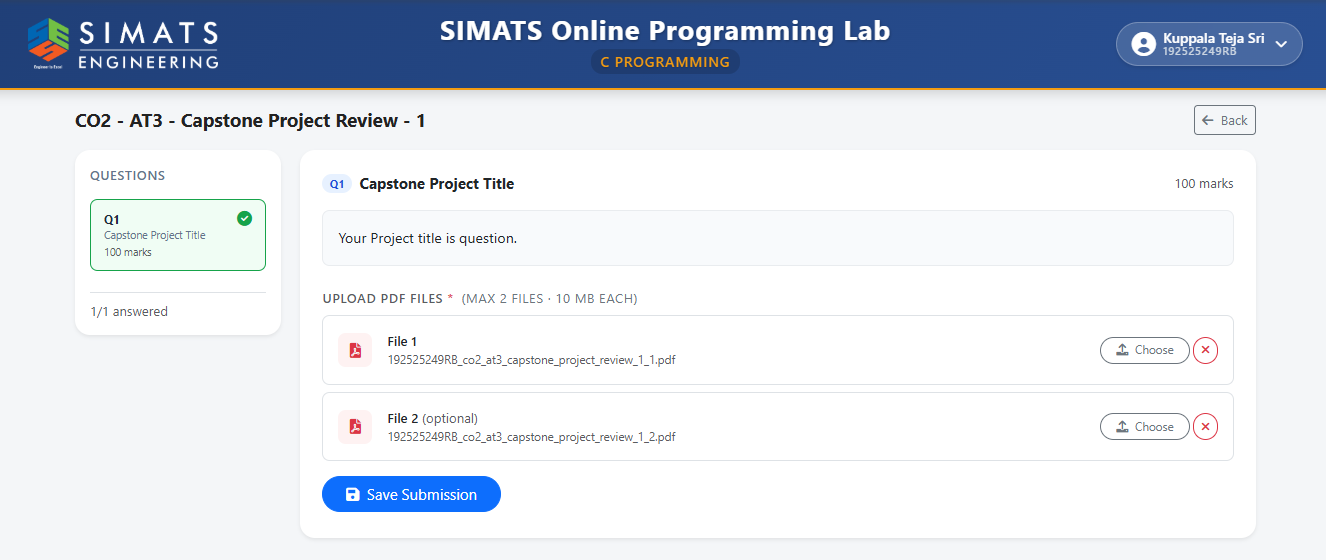 SIMATS
ENGINEERING
Engineer to Excel
SIMATS Online Programming Lab
C PROGRAMMING
Kuppala Teja Sri
192525249RB
CO2 - AT3 - Capstone Project Review - 1
Back
QUESTIONS
Q1
Capstone Project Title
100 marks
1/1 answered
Q1 Capstone Project Title
100 marks
Your Project title is question.
UPLOAD PDF FILES * (MAX 2 FILES · 10 MB EACH)
File 1
192525249RB_co2_at3_capstone_project_review_1_1.pdf
Choose
File 2 (optional)
192525249RB_co2_at3_capstone_project_review_1_2.pdf
Choose
Save Submission